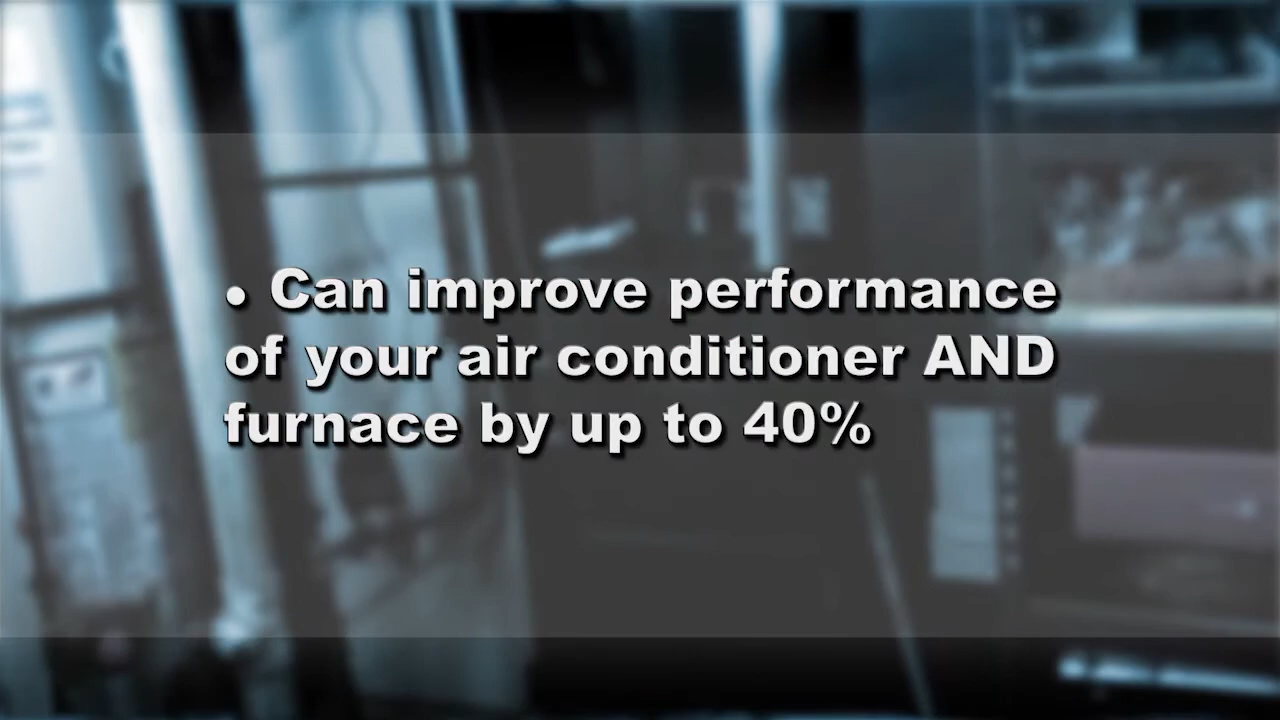 • Can improve performance
of your air conditioner AND
furnace by up to 40%